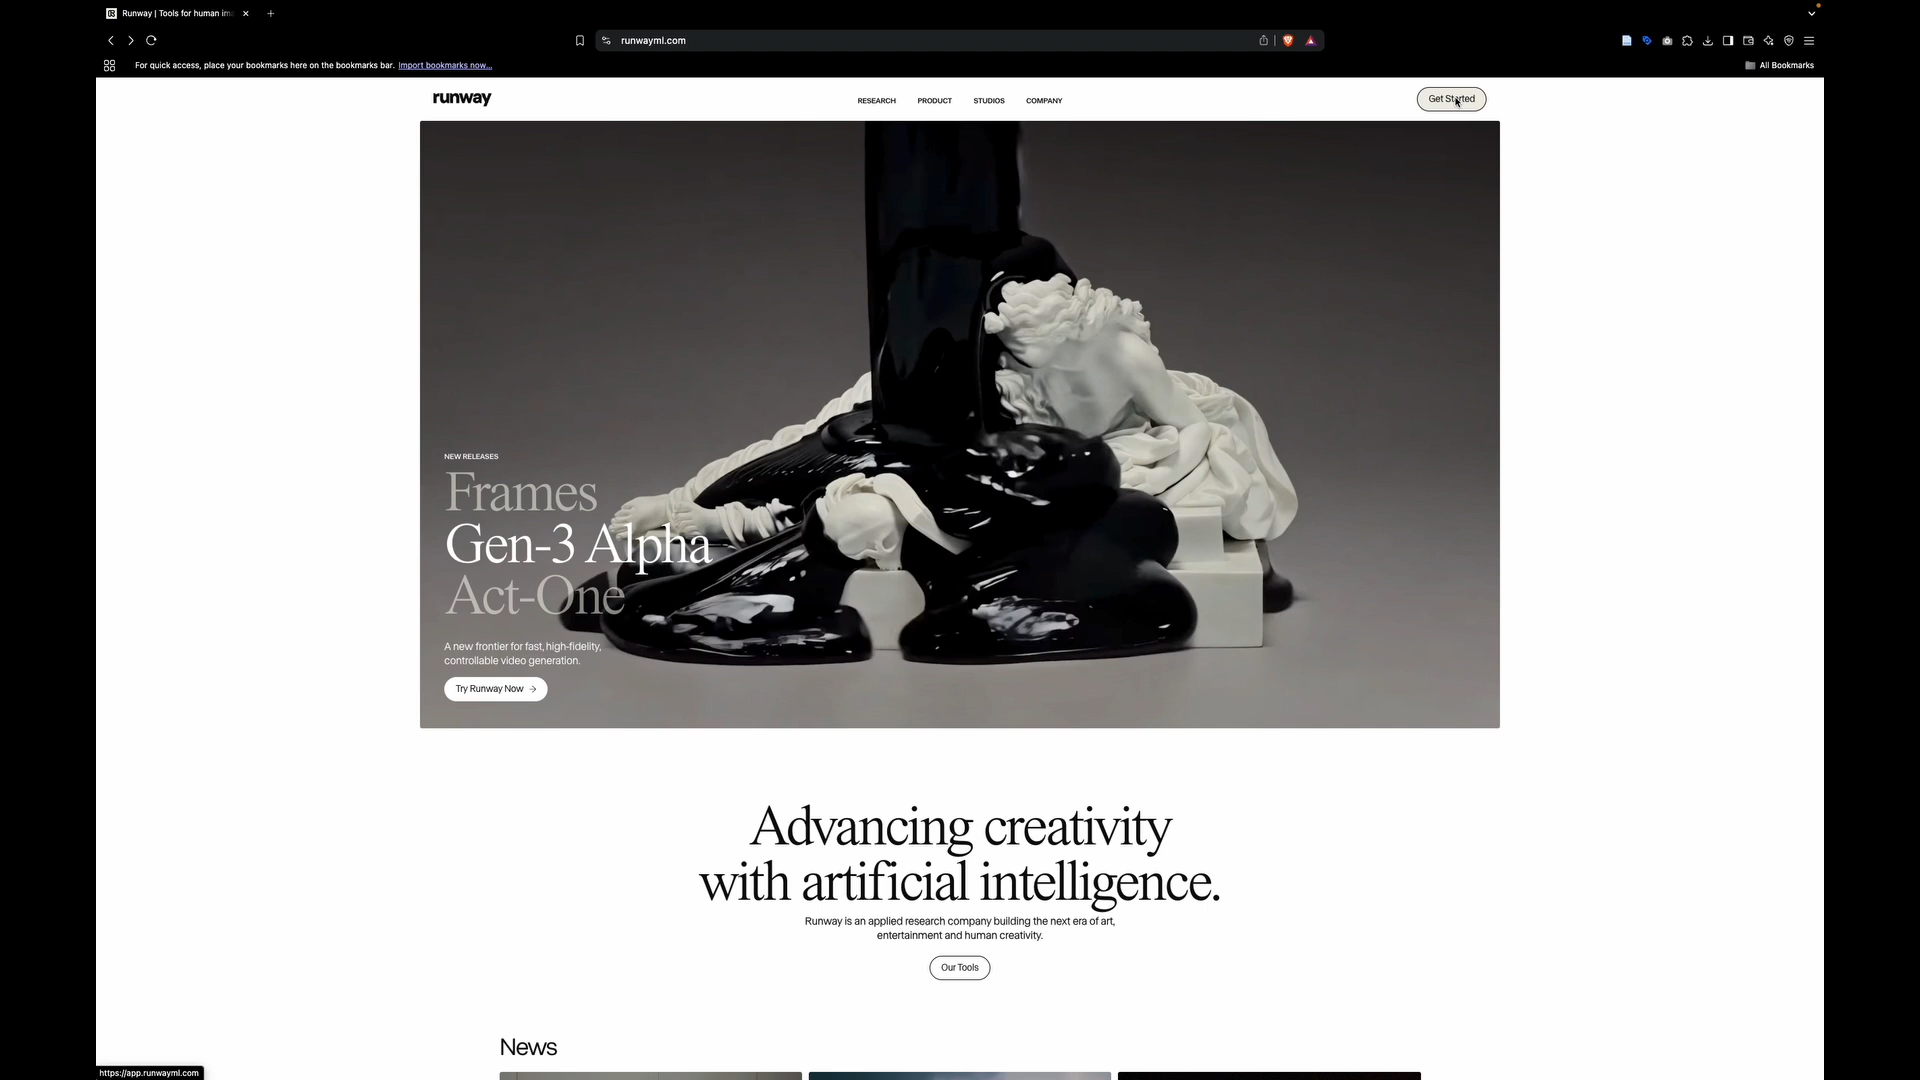 Runway | Tools for human im
runwayml.com
For quick access, place your bookmarks here on the bookmarks bar. Import bookmarks now...
All Bookmarks
runway
RESEARCH PRODUCT STUDIOS COMPANY
Get Started
NEW RELEASES
Frames
Gen-3 Alpha
Act-One
A new frontier for fast, high-fidelity,
controllable video generation.
Try Runway Now →
Advancing creativity
with artificial intelligence.
Runway is an applied research company building the next era of art,
entertainment and human creativity.
Our Tools
News
https://app.runwayml.com